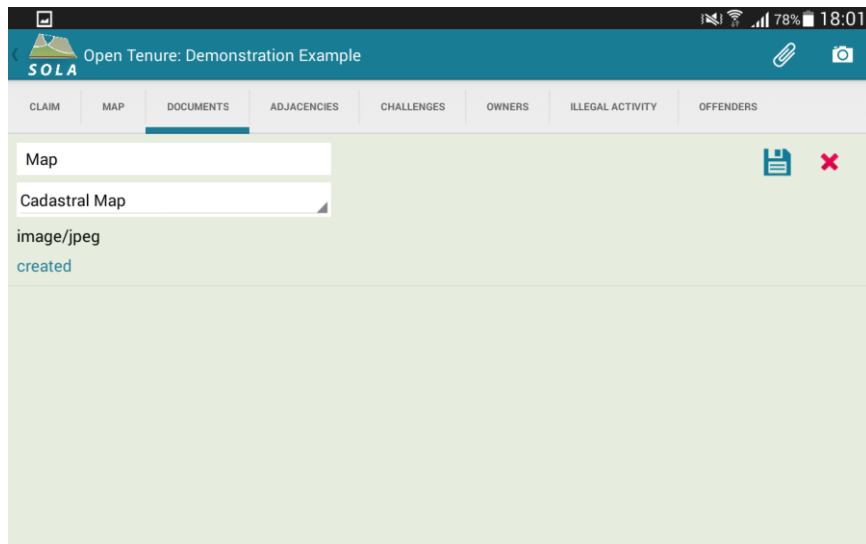 78% 18:01
SOLA Open Tenure: Demonstration Example
CLAIM MAP DOCUMENTS ADJACENCIES CHALLENGES OWNERS ILLEGAL ACTIVITY OFFENDERS
Map
Cadastral Map
image/jpeg
created